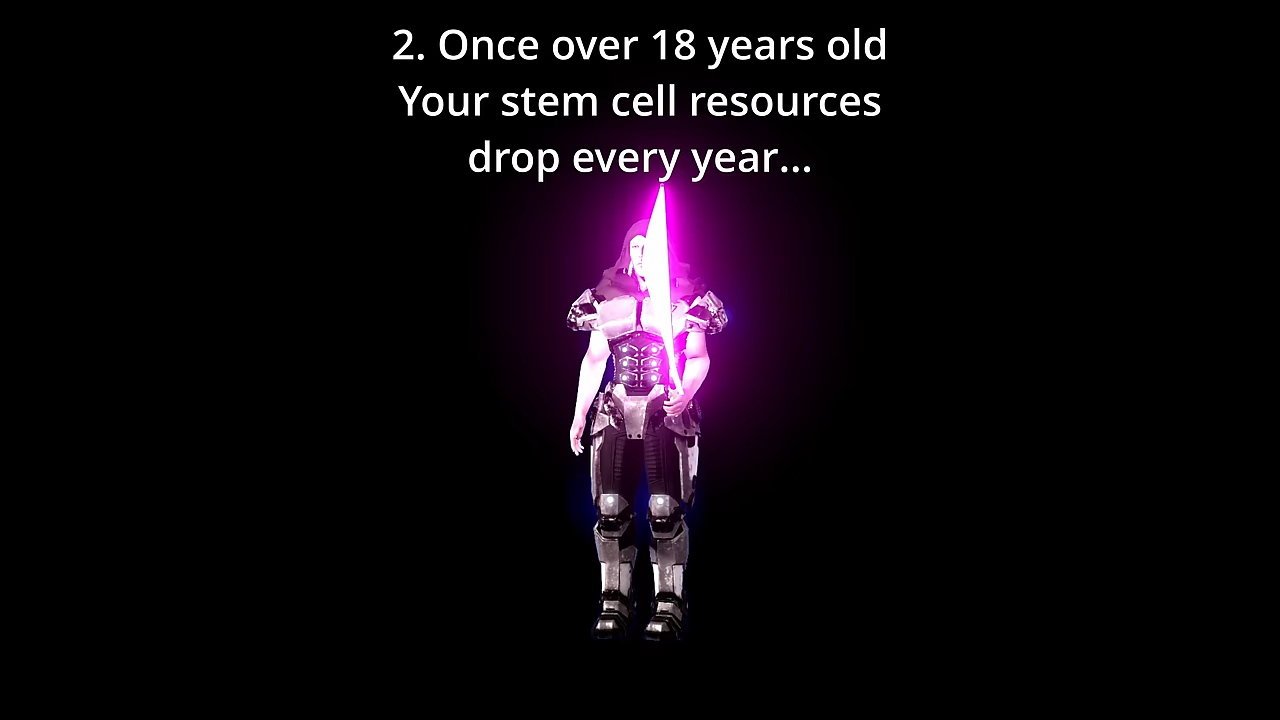 2. Once over 18 years old
Your stem cell resources
drop every year...